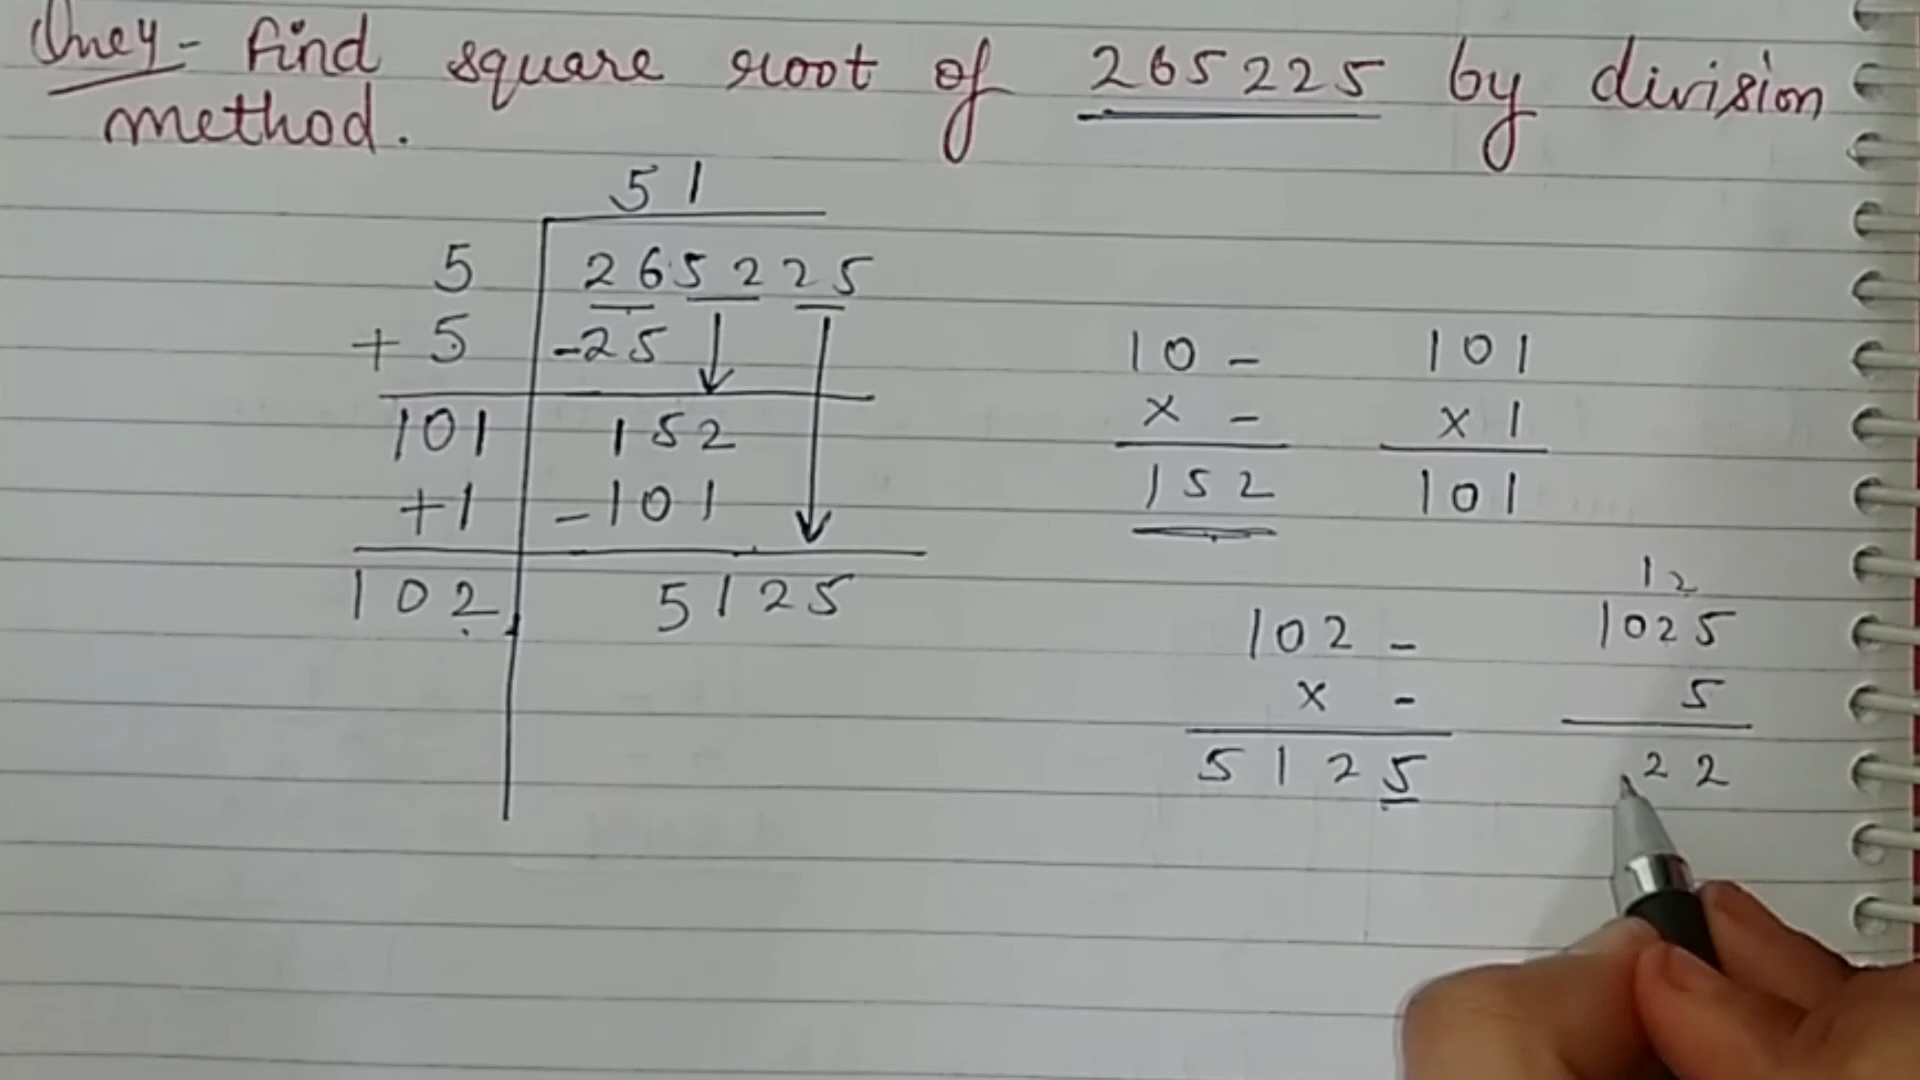 Quey - Find square root of 265225 by division
method.
51
5 265225
+ 5 -25
101 152
+1 -101
102 5125
10 - 101
x - x 1
152 101
12
102 - 1025
x - 5
5125 22